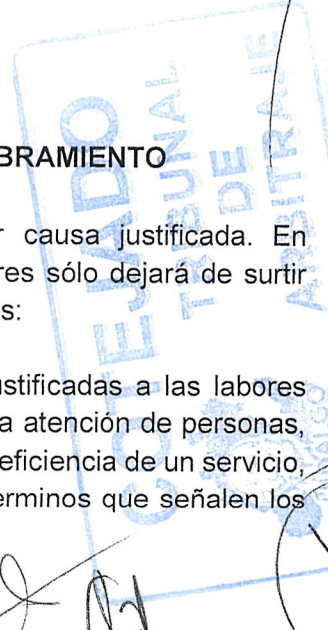 BRAMIENTO
r causa justificada. En
res sólo dejará de surtir
s:
ustificadas a las labores
a atención de personas,
eficiencia de un servicio,
érminos que señalen los
COTEJADO
TRIBUNAL
DE
ARBITRAJE